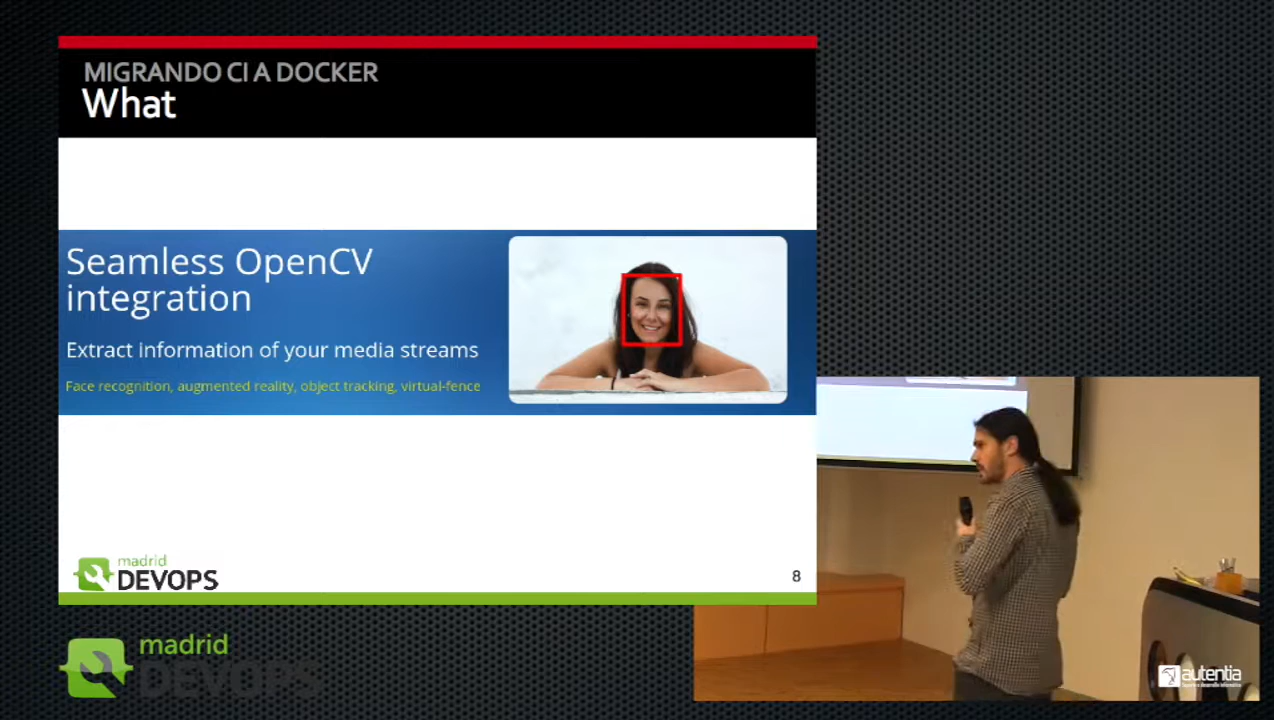 MIGRANDO CI A DOCKER
What
Seamless OpenCV
integration
Extract information of your media streams
Face recognition, augmented reality, object tracking, virtual-fence
madrid
DEVOPS
8
madrid
DEVOPS
autentia